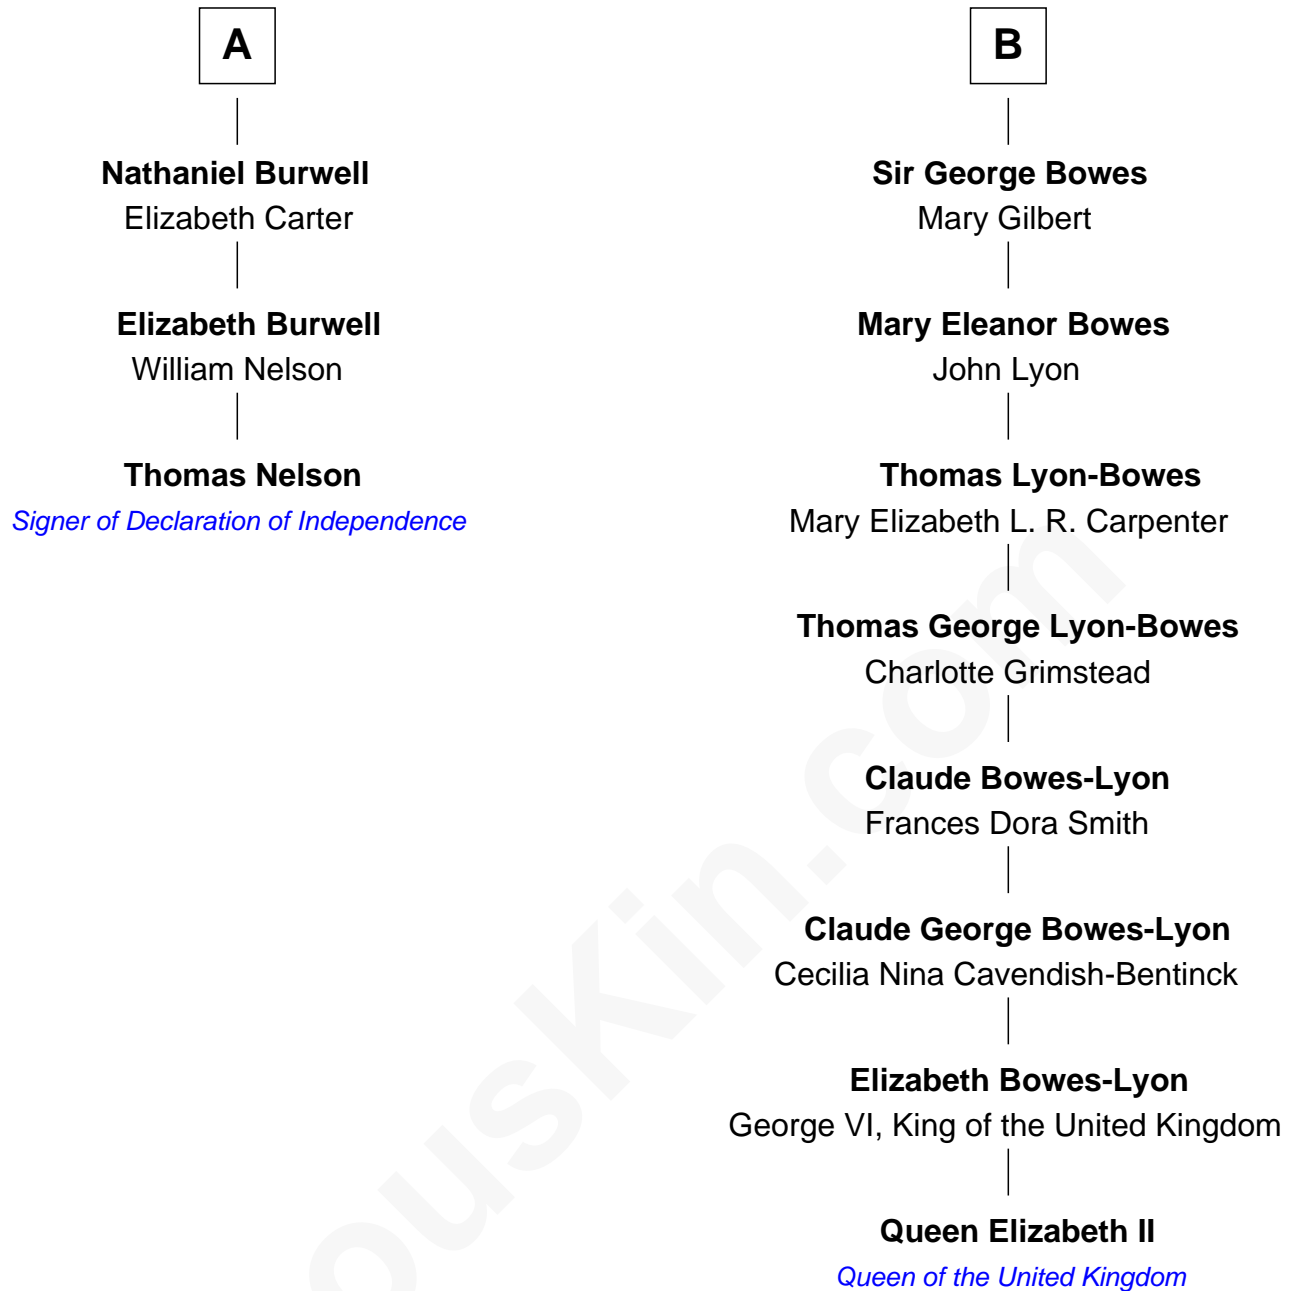 A
Nathaniel Burwell
Elizabeth Carter
Elizabeth Burwell
William Nelson
Thomas Nelson
Signer of Declaration of Independence
B
Sir George Bowes
Mary Gilbert
Mary Eleanor Bowes
John Lyon
Thomas Lyon-Bowes
Mary Elizabeth L. R. Carpenter
Thomas George Lyon-Bowes
Charlotte Grimstead
Claude Bowes-Lyon
Frances Dora Smith
Claude George Bowes-Lyon
Cecilia Nina Cavendish-Bentinck
Elizabeth Bowes-Lyon
George VI, King of the United Kingdom
Queen Elizabeth II
Queen of the United Kingdom
ousKin.com